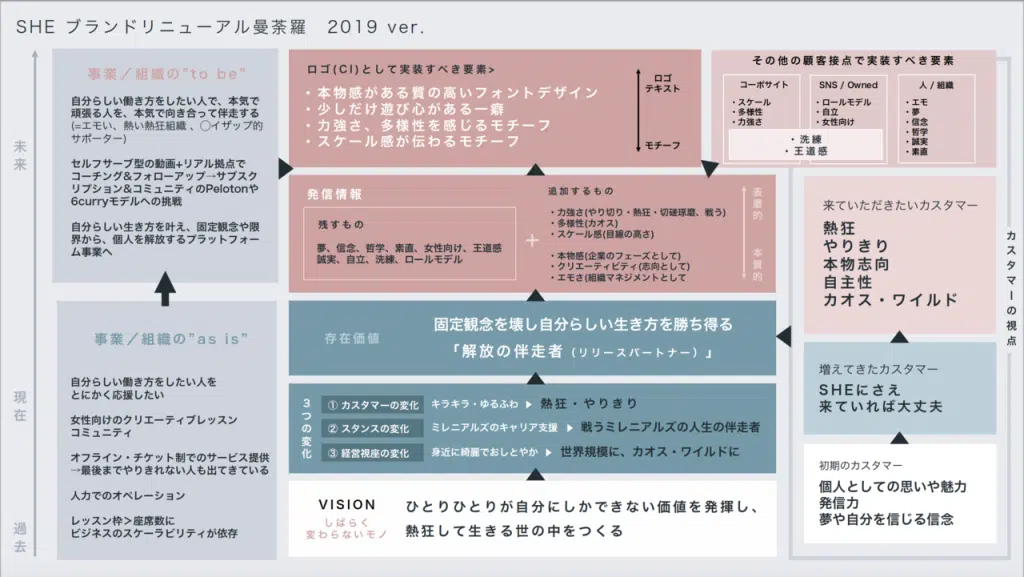 SHE ブランドリニューアル曼荼羅　2019 ver.
未来
現在
過去
事業／組織の”to be”
自分らしい働き方をしたい人で、本気で
頑張る人を、本気で向き合って伴走する
(=エモい、熱い熱狂組織 、◯イザップ的
サポーター)
セルフサーブ型の動画+リアル拠点で
コーチング&フォローアップ→サブスク
リプション&コミュニティのPelotonや
6curryモデルへの挑戦
自分らしい生き方を叶え、固定観念や限
界から、個人を解放するプラットフォー
ム事業へ
事業／組織の”as is”
自分らしい働き方をしたい人を
とにかく応援したい
女性向けのクリエーティブレッスン
コミュニティ
オフライン・チケット制でのサービス提供
→最後までやりきれない人も出てきている
人力でのオペレーション
レッスン枠＞座席数に
ビジネスのスケーラビリティが依存
ロゴ(CI)として実装すべき要素>
・本物感がある質の高いフォントデザイン
・少しだけ遊び心がある一癖
・力強さ、多様性を感じるモチーフ
・スケール感が伝わるモチーフ
ロゴ
テキスト
モチーフ
発信情報
残すもの
夢、信念、哲学、素直、女性向け、王道感
誠実、自立、洗練、ロールモデル
+
追加するもの
・力強さ(やり切り・熱狂・切磋琢磨、戦う)
・多様性(カオス)
・スケール感(目線の高さ)
・本物感(企業のフェーズとして)
・クリエーティビティ(志向として)
・エモさ(組織マネジメントとして
表層的
本質的
存在価値
固定観念を壊し自分らしい生き方を勝ち得る
「解放の伴走者（リリースパートナー）」
３つの変化
① カスタマーの変化
キラキラ・ゆるふわ ▶ 熱狂・やりきり
② スタンスの変化
ミレニアルズのキャリア支援 ▶ 戦うミレニアルズの人生の伴走者
③ 経営視座の変化
身近に綺麗でおしとやか ▶ 世界規模に、カオス・ワイルドに
VISION
しばらく
変わらないモノ
ひとりひとりが自分にしかできない価値を発揮し、
熱狂して生きる世の中をつくる
その他の顧客接点で実装すべき要素
コーポサイト
・スケール
・多様性
・力強さ
SNS / Owned
・ロールモデル
・自立
・女性向け
人 / 組織
・エモ
・夢
・信念
・哲学
・誠実
・素直
・洗練
・王道感
来ていただきたいカスタマー
熱狂
やりきり
本物志向
自主性
カオス・ワイルド
増えてきたカスタマー
SHEにさえ
来ていれば大丈夫
初期のカスタマー
個人としての思いや魅力
発信力
夢や自分を信じる信念
カスタマーの視点